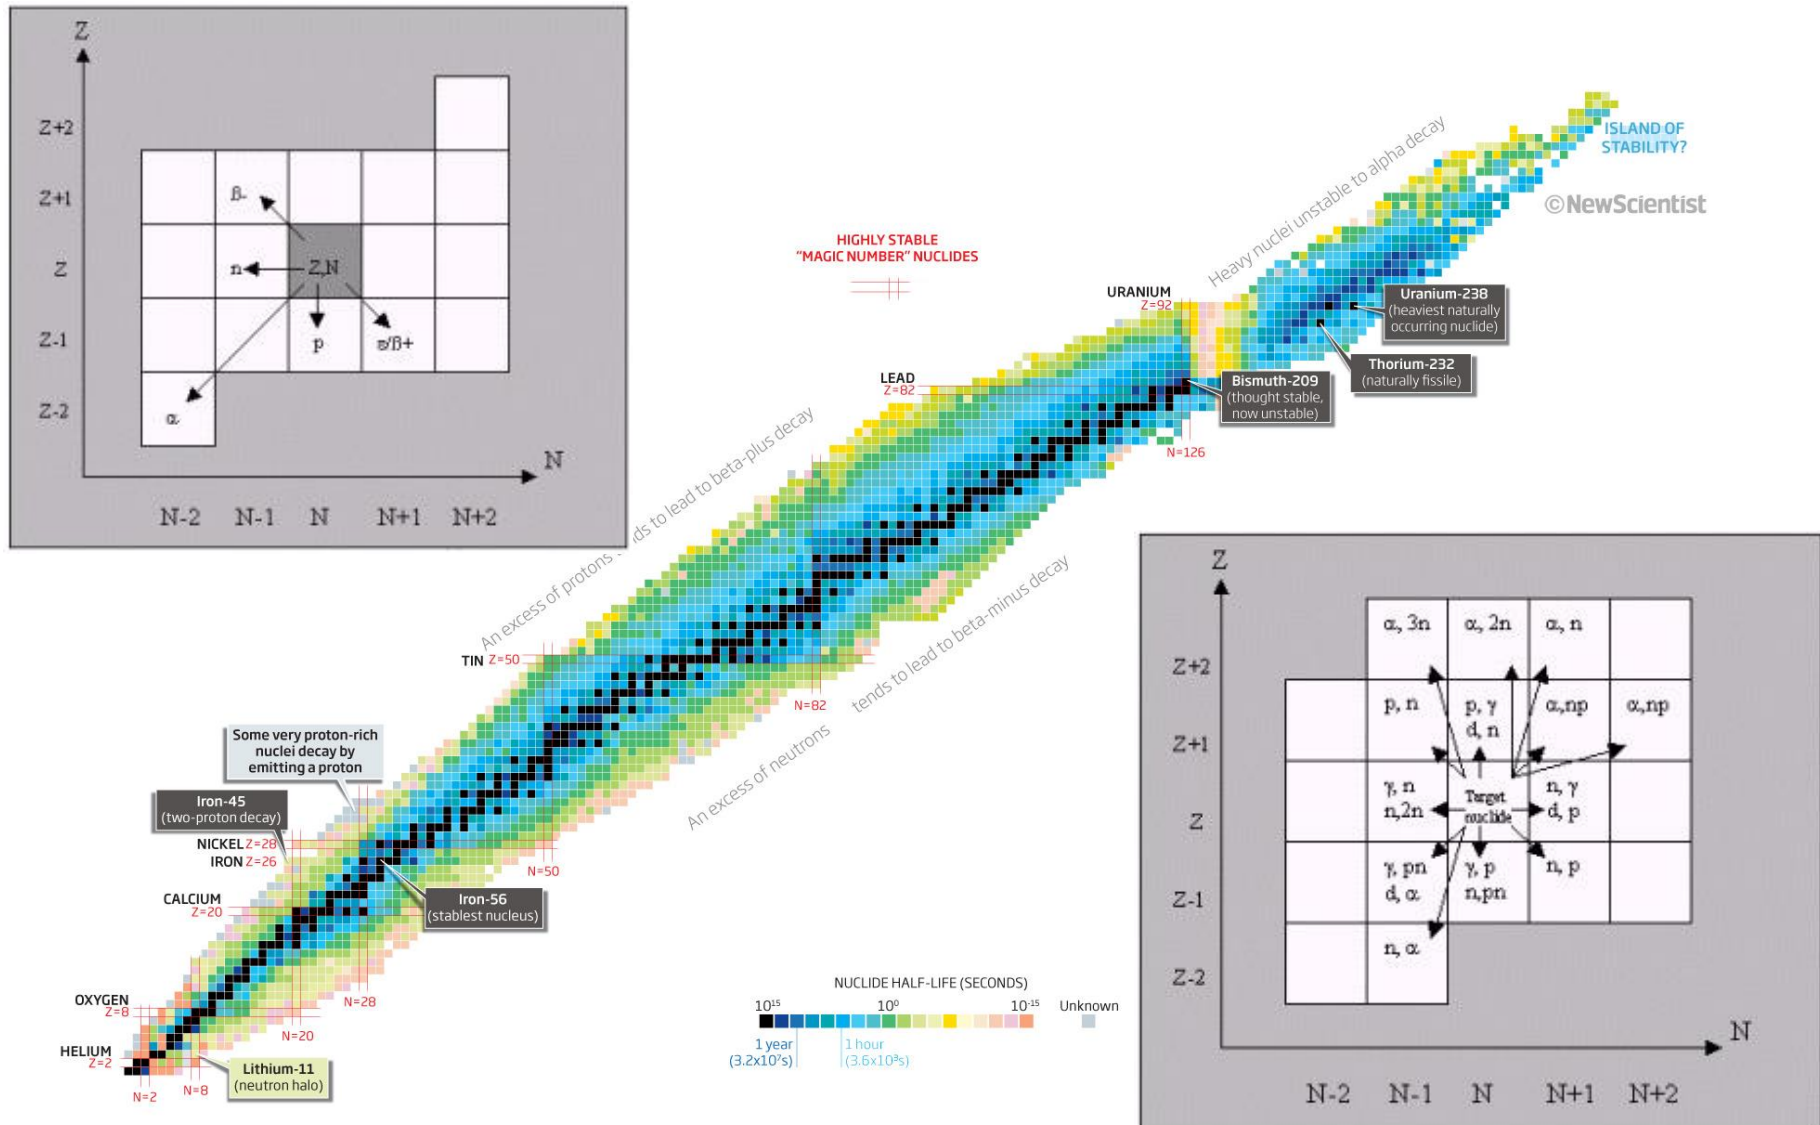 Z
Z+2
Z+1
Z
Z-1
Z-2
β-
n
Z,N
p
α
N
N-2
N-1
N
N+1
N+2
An excess of protons
ds to lead to beta-plus decay
HIGHLY STABLE
"MAGIC NUMBER" NUCLIDES
Heavy nuclei unstable to alpha decay
ISLAND OF
STABILITY?
©NewScientist
URANIUM
Z=92
Uranium-238
(heaviest naturally
occurring nuclide)
Thorium-232
(naturally fissile)
LEAD
Z=82
Bismuth-209
(thought stable,
now unstable)
N=126
TIN Z=50
N=82
An excess of neutrons
tends to lead to beta-minus decay
Some very proton-rich
nuclei decay by
emitting a proton
Iron-45
(two-proton decay)
NICKEL Z=28
IRON Z=26
N=50
CALCIUM
Z=20
Iron-56
(stablest nucleus)
N=28
OXYGEN
Z=8
N=20
HELIUM
Z=2
Lithium-11
(neutron halo)
N=8
N=2
NUCLIDE HALF-LIFE (SECONDS)
10¹⁵
10⁰
10⁻¹⁵
Unknown
1 year
(3.2x10⁷s)
1 hour
(3.6x10³s)
Z
Z+2
Z+1
Z
Z-1
Z-2
α, 3n
α, 2n
α, n
p, n
p, γ
d, n
α,np
α,np
γ, n
n,2n
Target
nuclide
n, γ
d, p
γ, pn
d, α
γ, p
n,pn
n, p
n, α
N
N-2
N-1
N
N+1
N+2